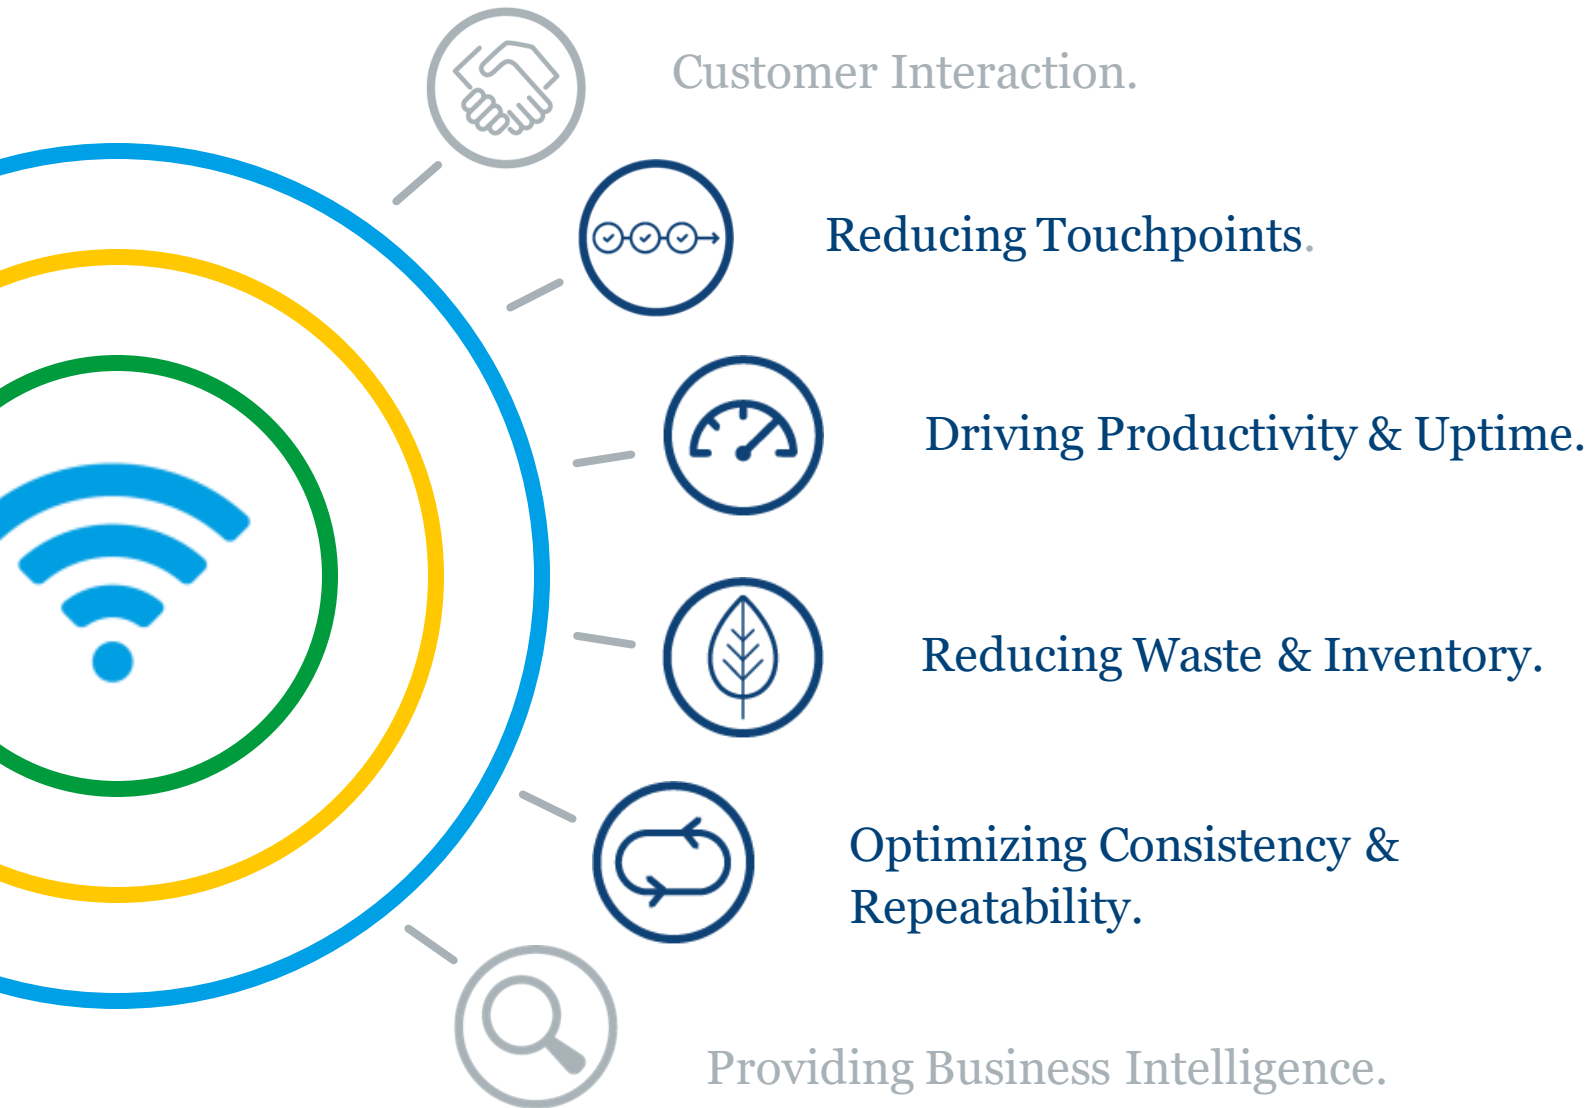 Customer Interaction.
Reducing Touchpoints.
Driving Productivity & Uptime.
Reducing Waste & Inventory.
Optimizing Consistency &
Repeatability.
Providing Business Intelligence.